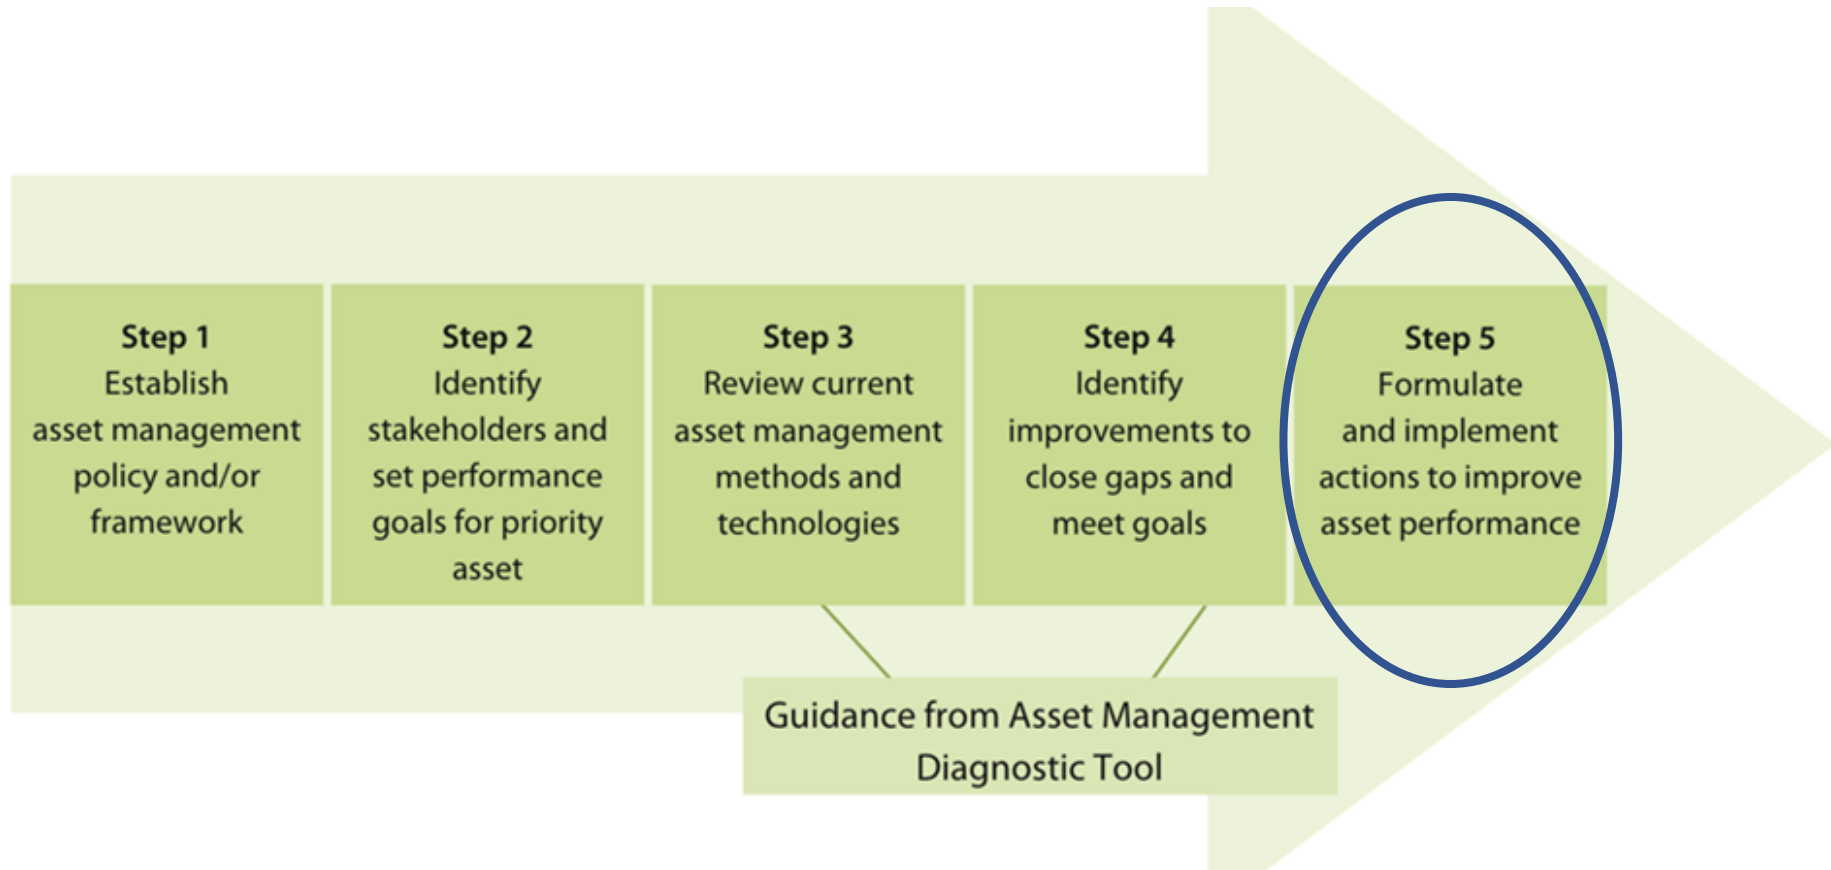 Step 1
Establish
asset management
policy and/or
framework
Step 2
Identify
stakeholders and
set performance
goals for priority
asset
Step 3
Review current
asset management
methods and
technologies
Step 4
Identify
improvements to
close gaps and
meet goals
Step 5
Formulate
and implement
actions to improve
asset performance
Guidance from Asset Management
Diagnostic Tool